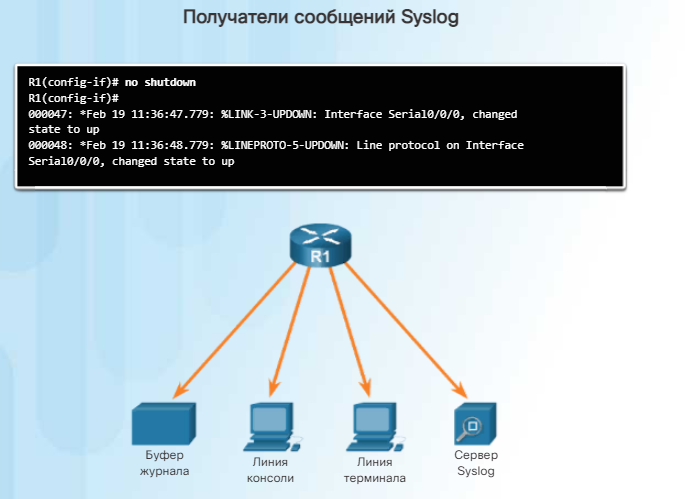 Получатели сообщений Syslog
R1(config-if)# no shutdown
R1(config-if)#
000047: *Feb 19 11:36:47.779: %LINK-3-UPDOWN: Interface Serial0/0/0, changed
state to up
000048: *Feb 19 11:36:48.779: %LINEPROTO-5-UPDOWN: Line protocol on Interface
Serial0/0/0, changed state to up
R1
Буфер
журнала
Линия
консоли
Линия
терминала
Сервер
Syslog